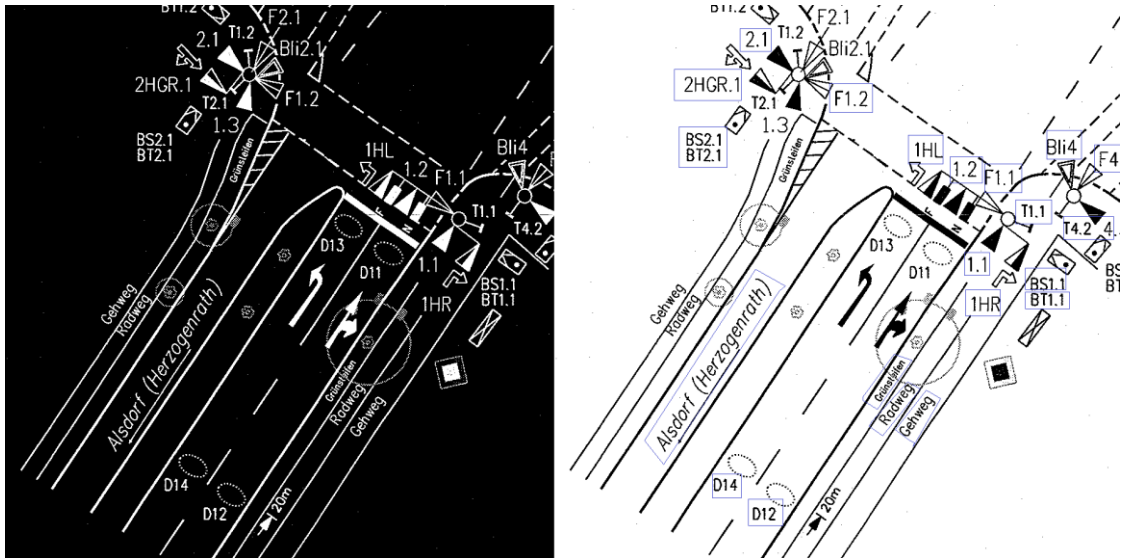 BT1.2
F2.1
T1.2
2.1
Bli2.1
2HGR.1
T2.1
F1.2
1.3
BS2.1
BT2.1
Grünstreifen
1HL
1.2
F1.1
Bli4
T1.1
T4.2
D13
D11
1.1
BS1.1
BT1.1
1HR
Gehweg
Radweg
Alsdorf (Herzogenrath)
Grünstreifen
Radweg
Gehweg
D14
D12
20m
F2.1
T1.2
2.1
Bli2.1
2HGR.1
T2.1
F1.2
1.3
BS2.1
BT2.1
Grünstreifen
1HL
1.2
F1.1
Bli4
F4
T1.1
T4.2
D13
D11
1.1
BS1.1
BT1.1
1HR
Gehweg
Radweg
Alsdorf (Herzogenrath)
Grünstreifen
Radweg
Gehweg
D14
D12
20m